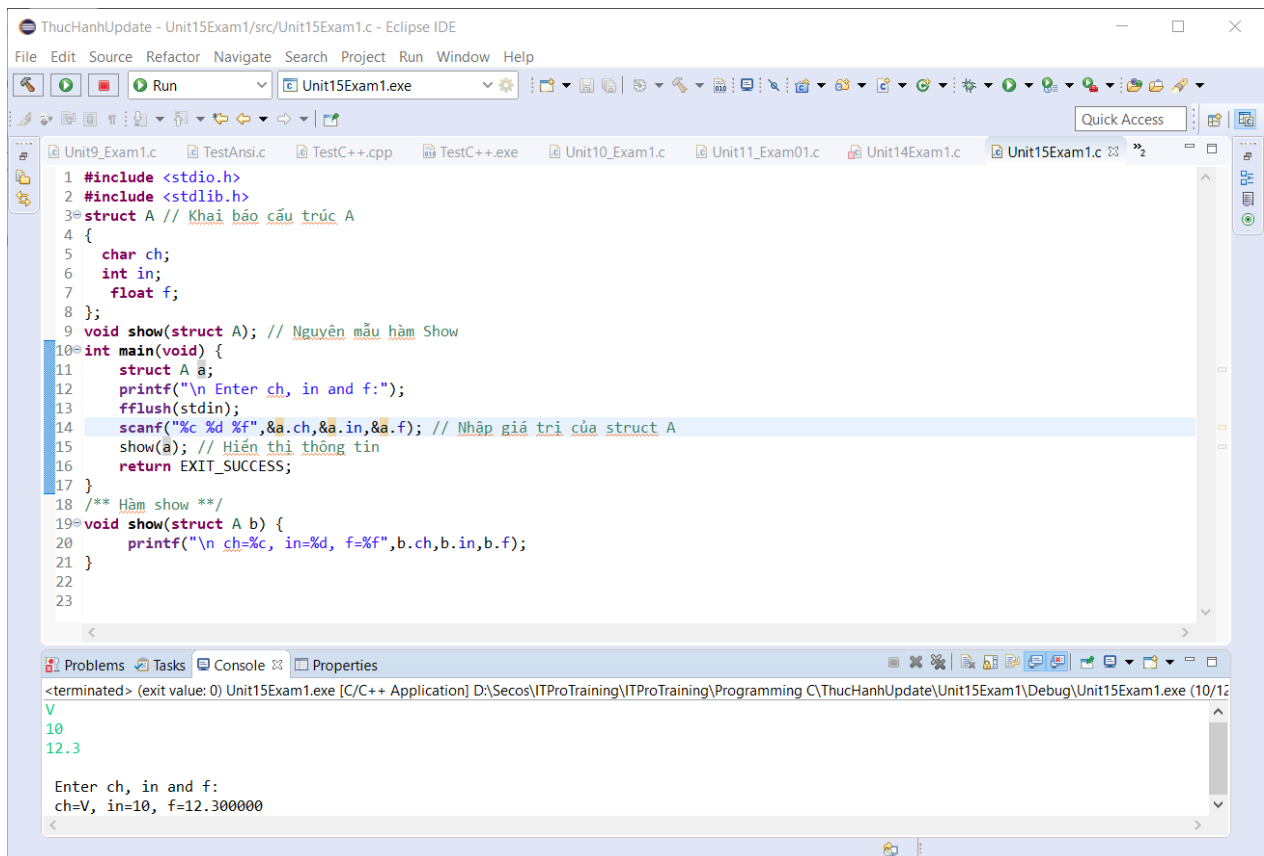 ThucHanhUpdate - Unit15Exam1/src/Unit15Exam1.c - Eclipse IDE
File Edit Source Refactor Navigate Search Project Run Window Help
Run Unit15Exam1.exe
Quick Access
Unit9_Exam1.c TestAnsi.c TestC++.cpp TestC++.exe Unit10_Exam1.c Unit11_Exam01.c Unit14Exam1.c Unit15Exam1.c »2
1 #include <stdio.h>
2 #include <stdlib.h>
3 struct A // Khai báo cấu trúc A
4 {
5 char ch;
6 int in;
7 float f;
8 };
9 void show(struct A); // Nguyên mẫu hàm Show
10 int main(void) {
11 struct A a;
12 printf("\n Enter ch, in and f:");
13 fflush(stdin);
14 scanf("%c %d %f",&a.ch,&a.in,&a.f); // Nhập giá trị của struct A
15 show(a); // Hiển thị thông tin
16 return EXIT_SUCCESS;
17 }
18 /** Hàm show **/
19 void show(struct A b) {
20 printf("\n ch=%c, in=%d, f=%f",b.ch,b.in,b.f);
21 }
22
23
Problems Tasks Console Properties
<terminated> (exit value: 0) Unit15Exam1.exe [C/C++ Application] D:\Secos\ITProTraining\ITProTraining\Programming C\ThucHanhUpdate\Unit15Exam1\Debug\Unit15Exam1.exe (10/12
V
10
12.3
Enter ch, in and f:
ch=V, in=10, f=12.300000